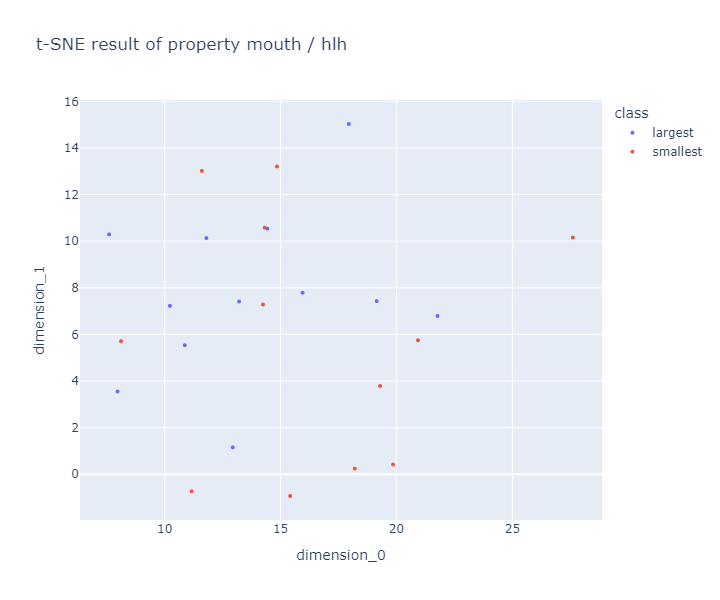 t-SNE result of property mouth / hlh
class
largest
smallest
16
14
12
10
8
6
4
2
0
dimension_1
10
15
20
25
dimension_0